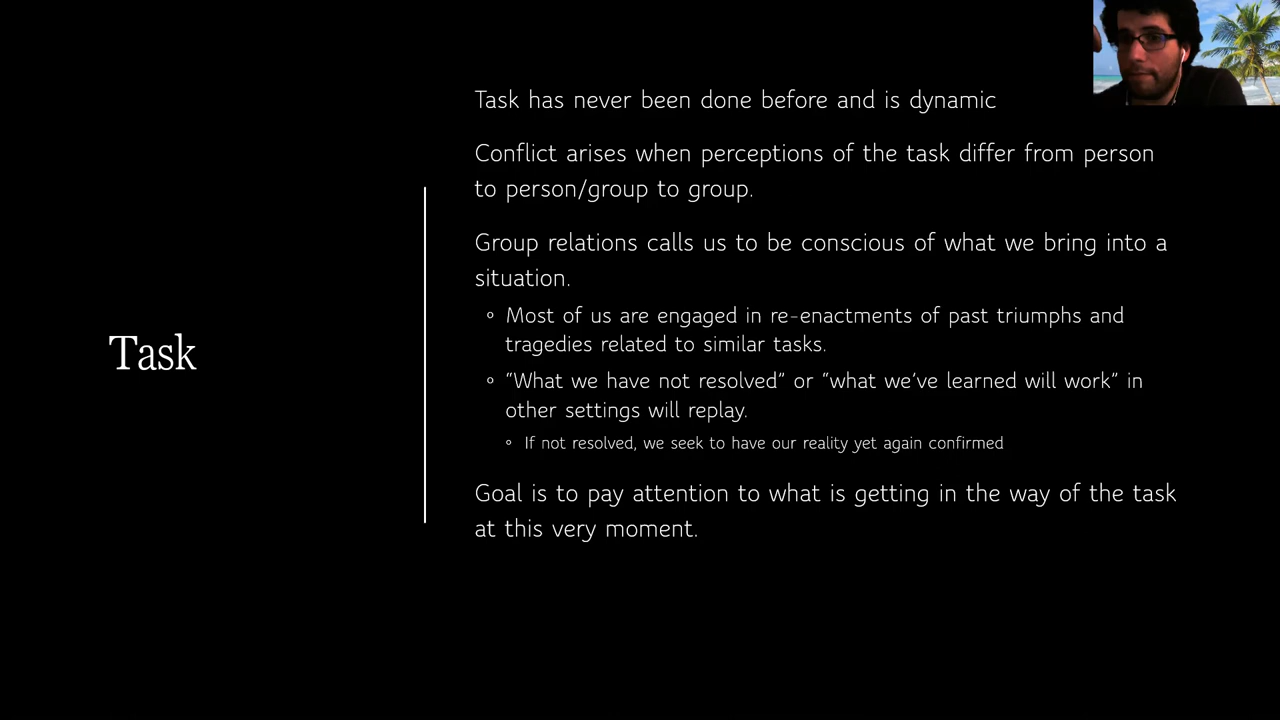 Task
Task has never been done before and is dynamic
Conflict arises when perceptions of the task differ from person
to person/group to group.
Group relations calls us to be conscious of what we bring into a
situation.
◦ Most of us are engaged in re-enactments of past triumphs and
tragedies related to similar tasks.
◦ “What we have not resolved” or “what we’ve learned will work” in
other settings will replay.
◦ If not resolved, we seek to have our reality yet again confirmed
Goal is to pay attention to what is getting in the way of the task
at this very moment.